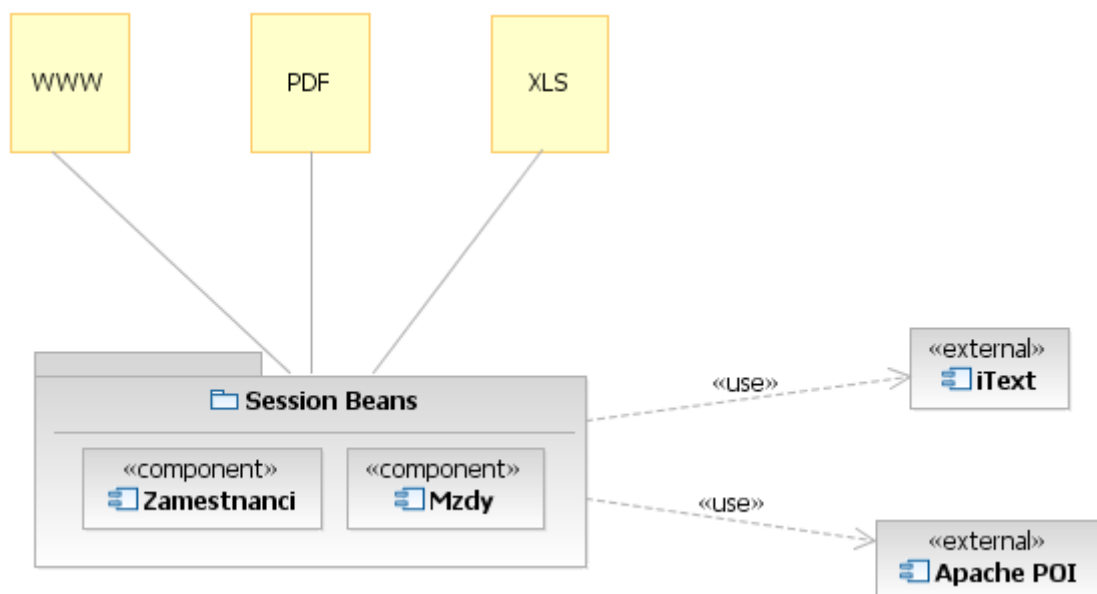 WWW
PDF
XLS
Session Beans
«component»
Zamestnanci
«component»
Mzdy
«use»
«external»
iText
«use»
«external»
Apache POI